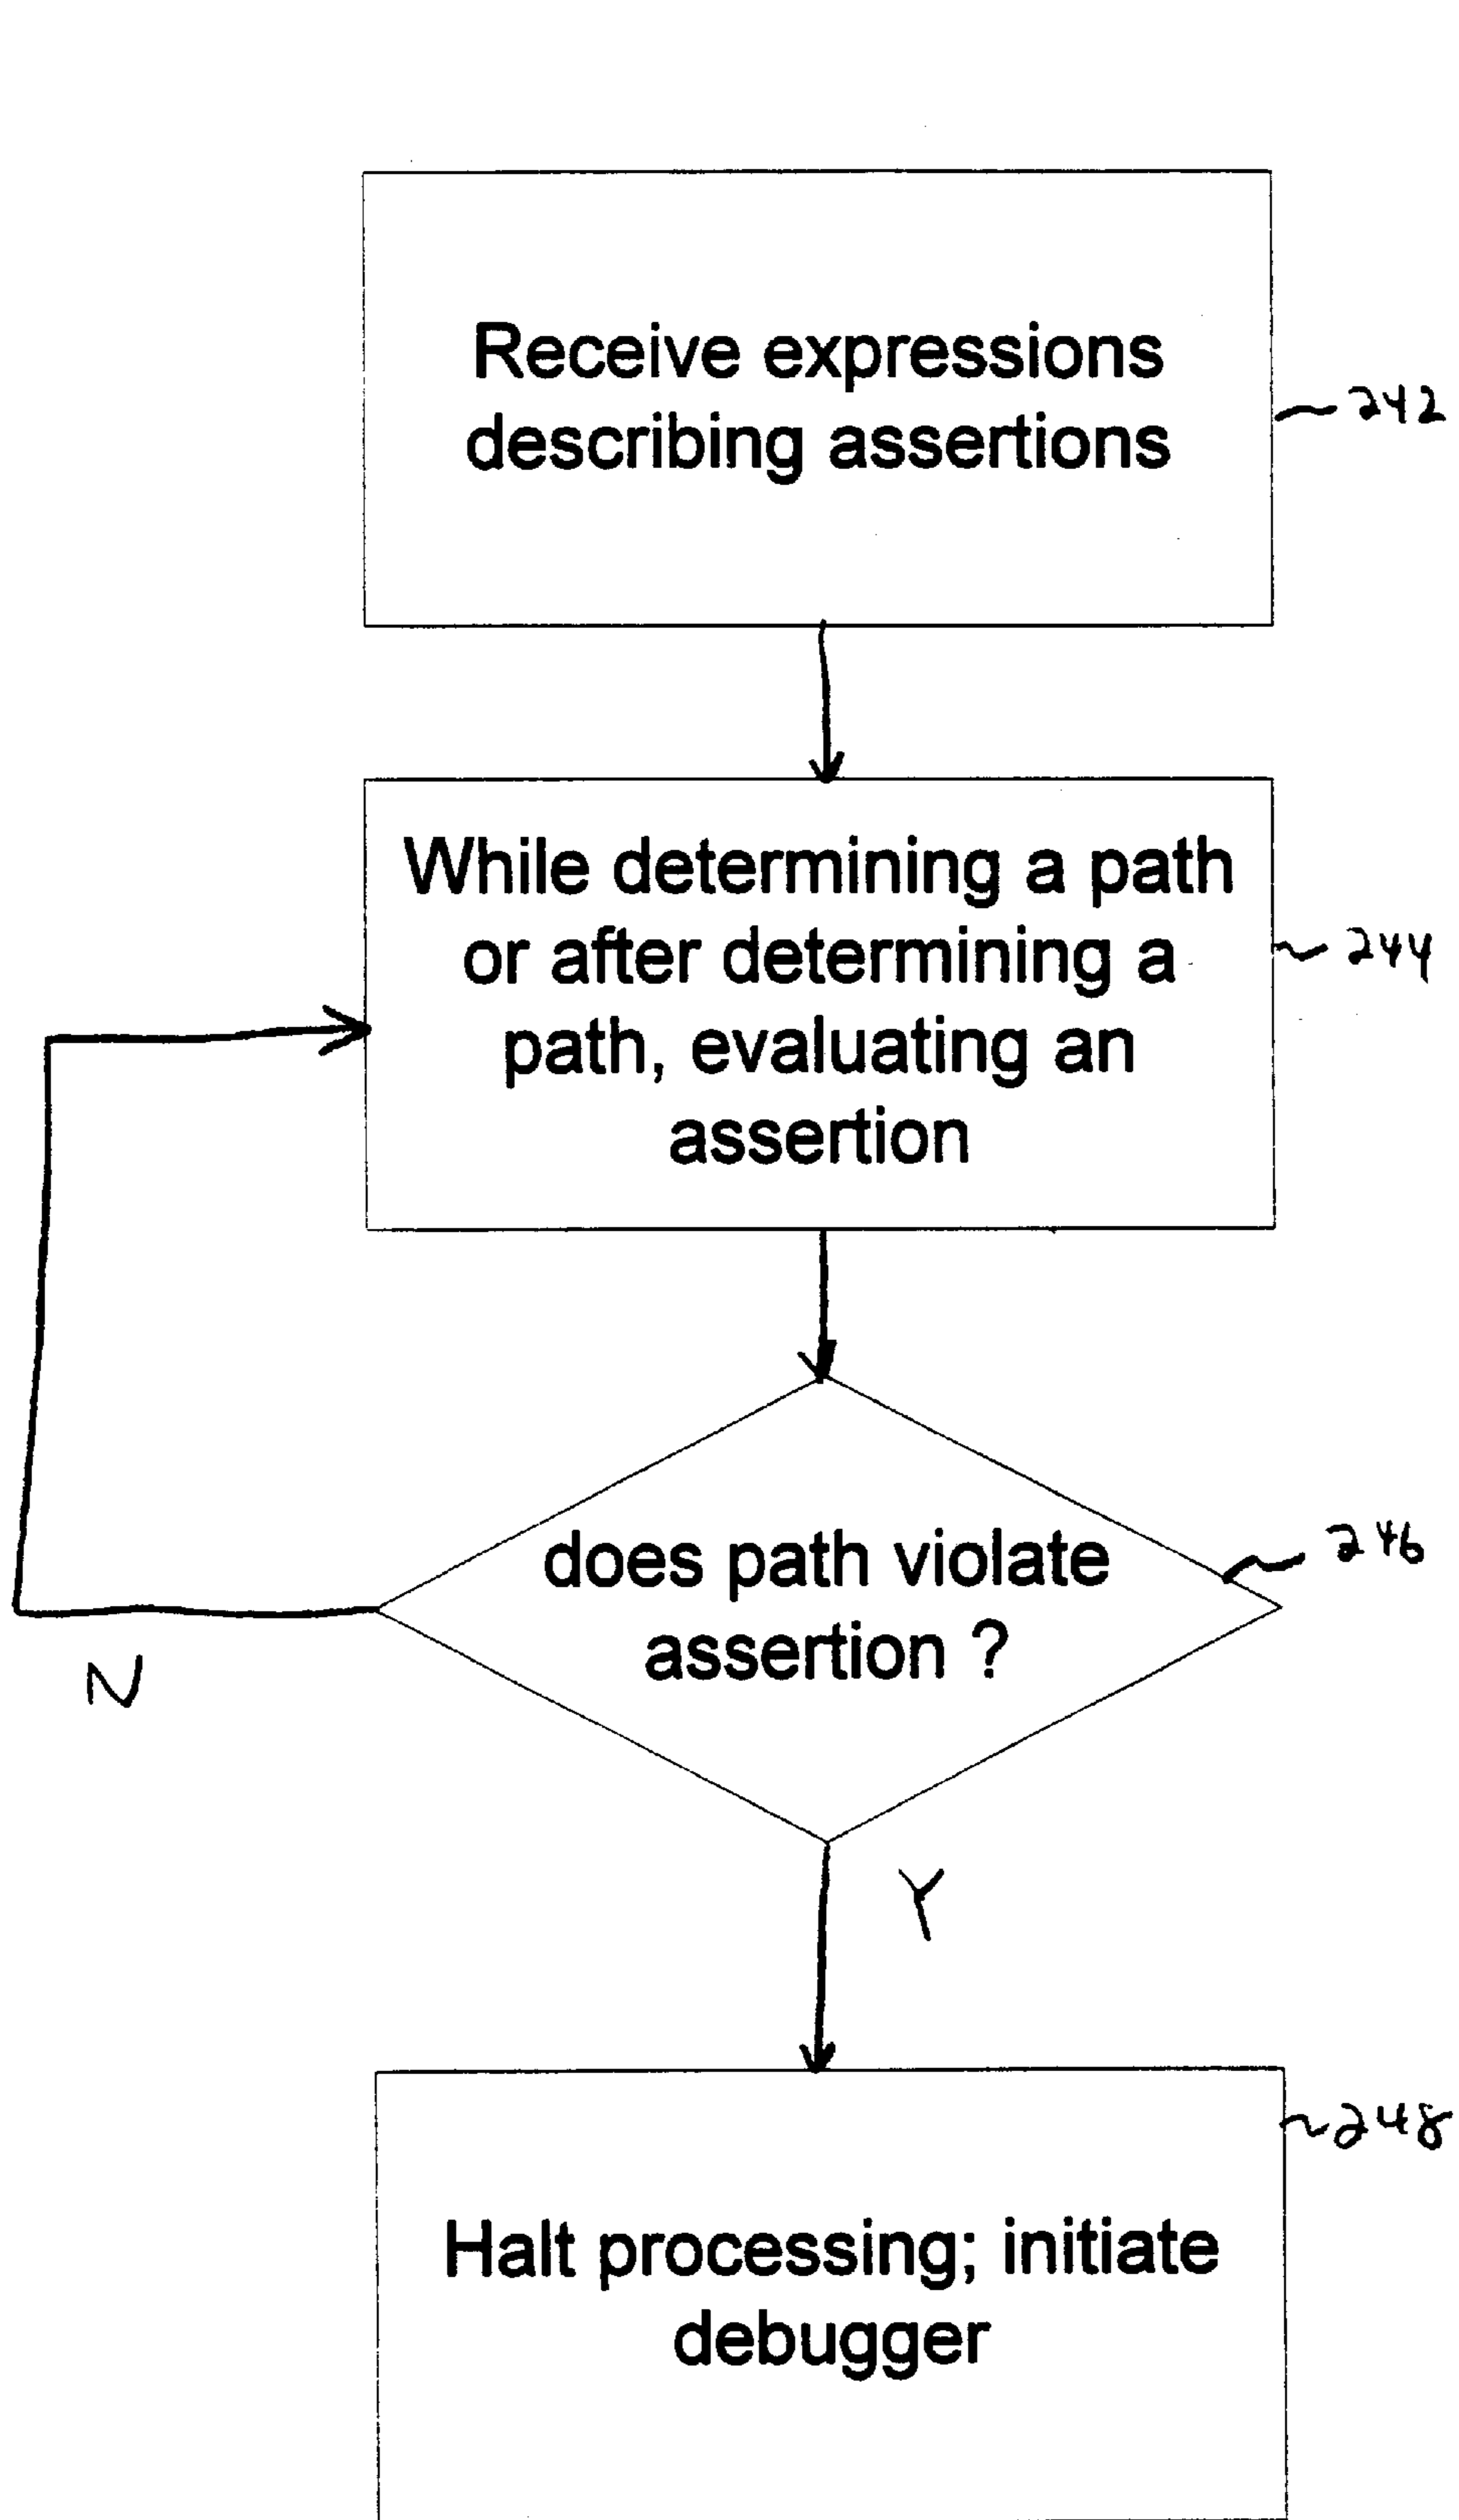 Receive expressions
describing assertions
242
While determining a path
or after determining a
path, evaluating an
assertion
244
does path violate
assertion ?
246
N
Y
248
Halt processing; initiate
debugger